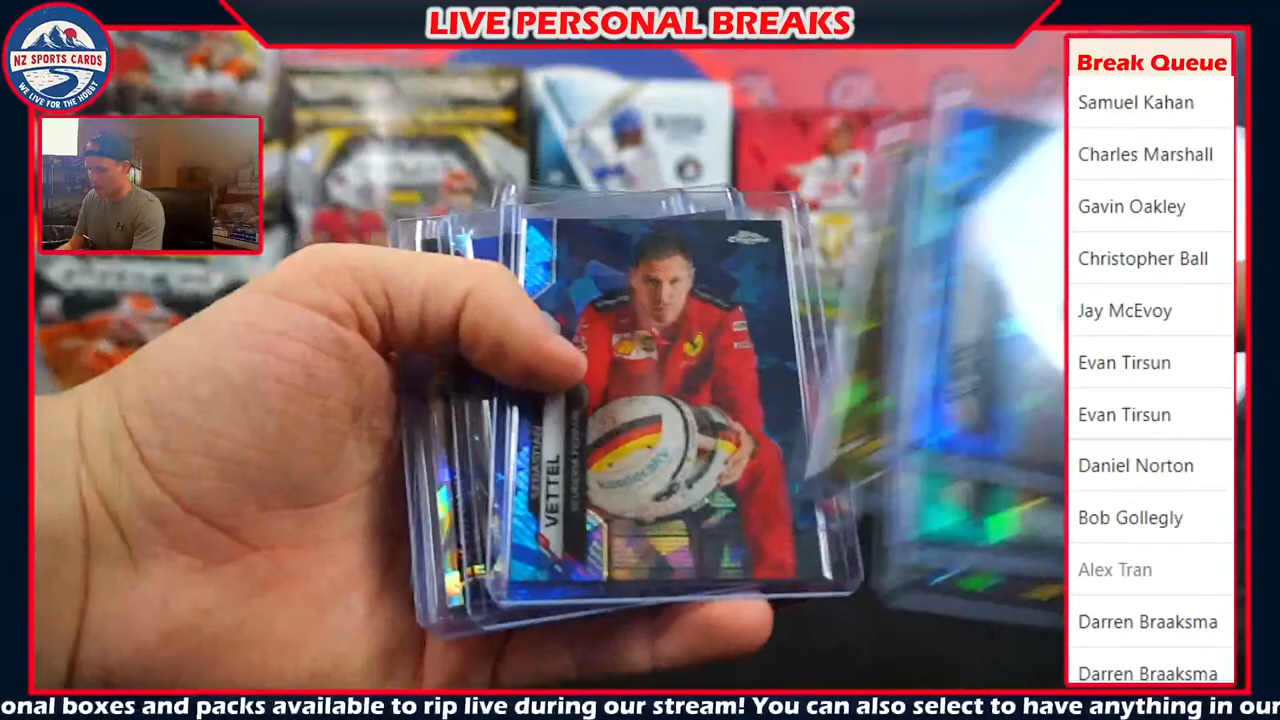 LIVE PERSONAL BREAKS
NZ SPORTS CARDS
WE LIVE FOR THE HOBBY
Break Queue
Samuel Kahan
Charles Marshall
Gavin Oakley
Christopher Ball
Jay McEvoy
Evan Tirsun
Evan Tirsun
Daniel Norton
Bob Gollegly
Alex Tran
Darren Braaksma
Darren Braaksma
SEBASTIAN
VETTEL
onal boxes and packs available to rip live during our stream! You can also select to have anything in our